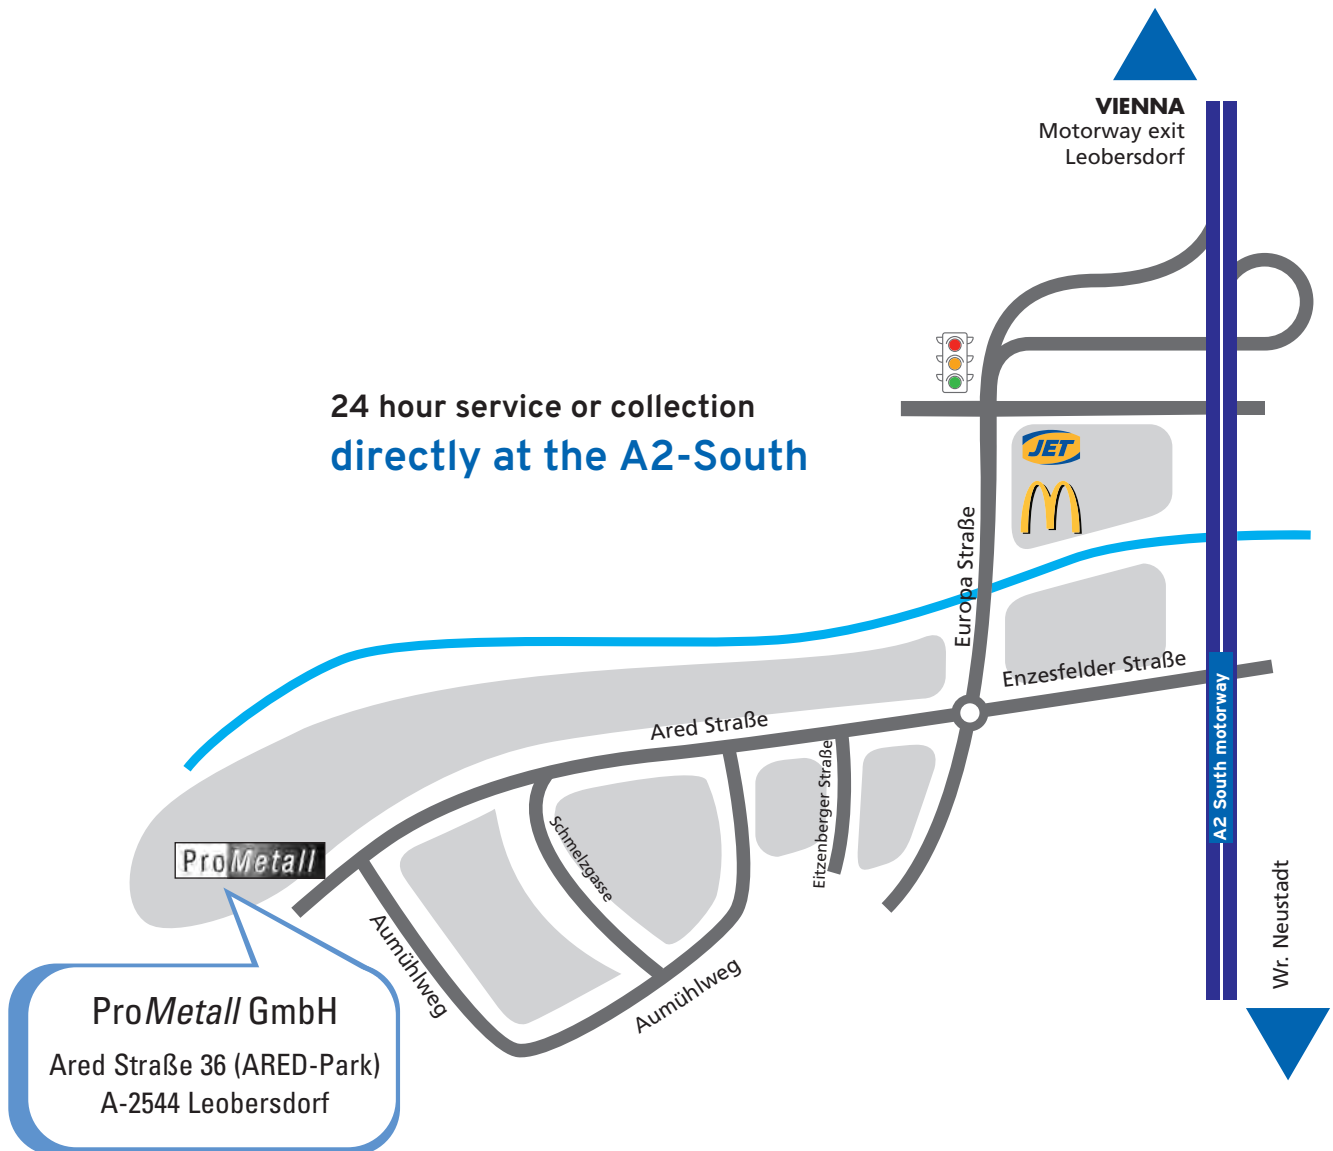 VIENNA
Motorway exit
Leobersdorf
24 hour service or collection
directly at the A2-South
JET
Europa Straße
Enzesfelder Straße
Ared Straße
A2 South motorway
Eitzenberger Straße
Schmelzgasse
ProMetall
Aumühlweg
Aumühlweg
Wr. Neustadt
ProMetall GmbH
Ared Straße 36 (ARED-Park)
A-2544 Leobersdorf